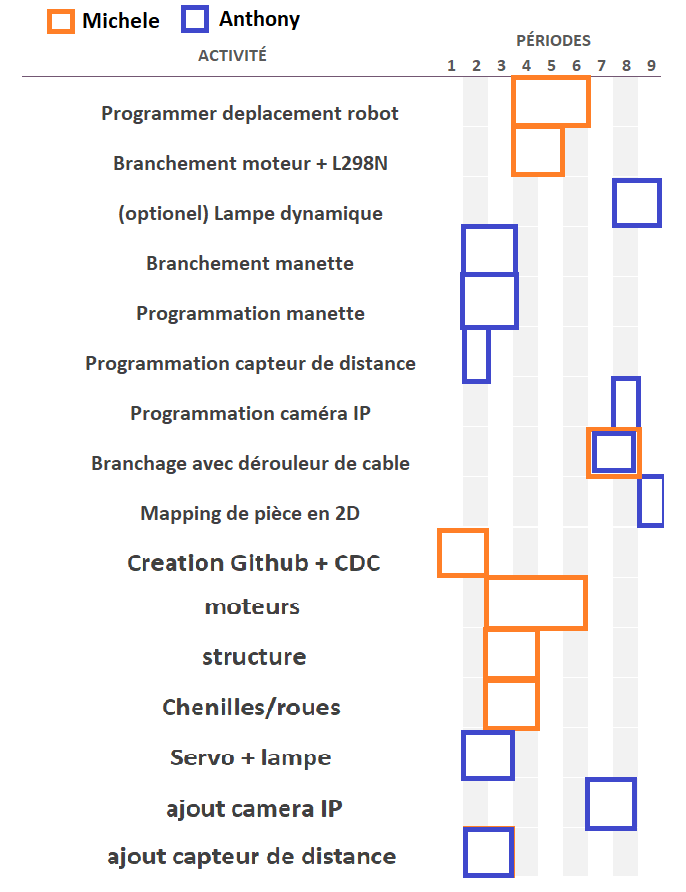 Michele Anthony
PÉRIODES
ACTIVITÉ
1 2 3 4 5 6 7 8 9
Programmer deplacement robot
Branchement moteur + L298N
(optionel) Lampe dynamique
Branchement manette
Programmation manette
Programmation capteur de distance
Programmation caméra IP
Branchage avec dérouleur de cable
Mapping de pièce en 2D
Creation Github + CDC
moteurs
structure
Chenilles/roues
Servo + lampe
ajout camera IP
ajout capteur de distance